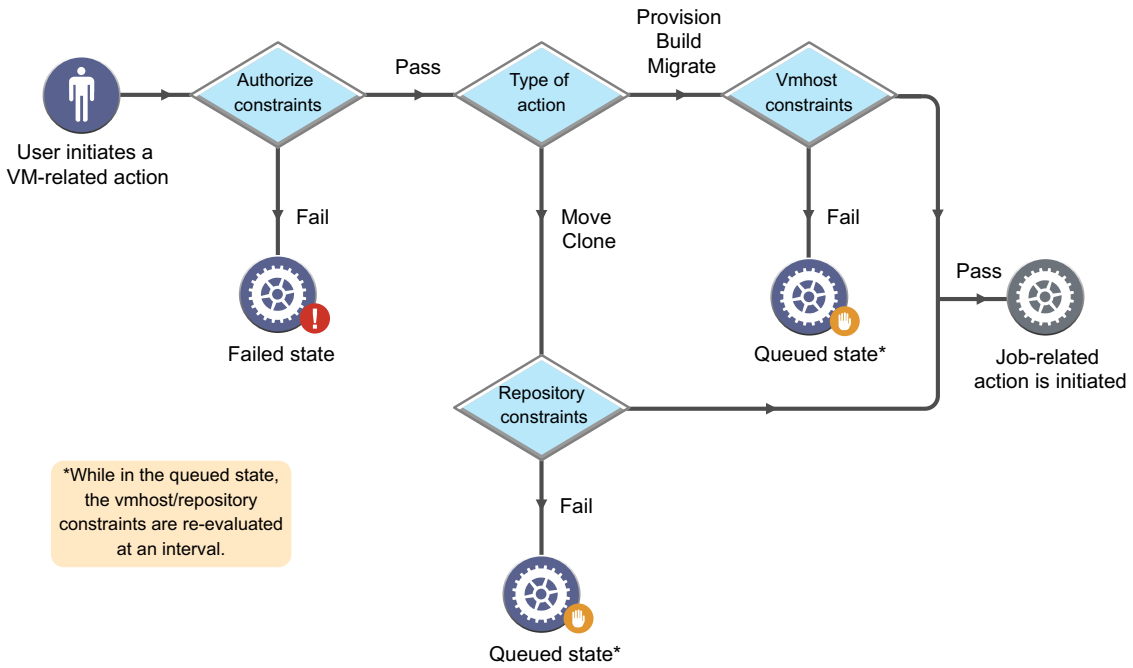 User initiates a
VM-related action
Authorize
constraints
Pass
Fail
Failed state
Type of
action
Provision
Build
Migrate
Vmhost
constraints
Fail
Queued state*
Move
Clone
Repository
constraints
Fail
Queued state*
Pass
Job-related
action is initiated
*While in the queued state,
the vmhost/repository
constraints are re-evaluated
at an interval.